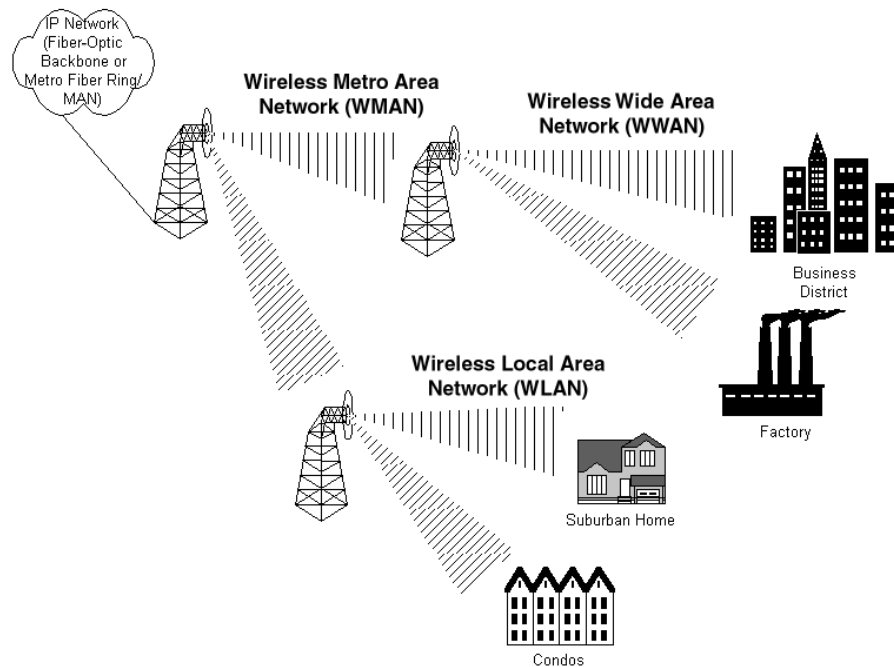 IP Network
(Fiber-Optic
Backbone or
Metro Fiber Ring/
MAN)
Wireless Metro Area
Network (WMAN)
Wireless Wide Area
Network (WWAN)
Business
District
Wireless Local Area
Network (WLAN)
Factory
Suburban Home
Condos